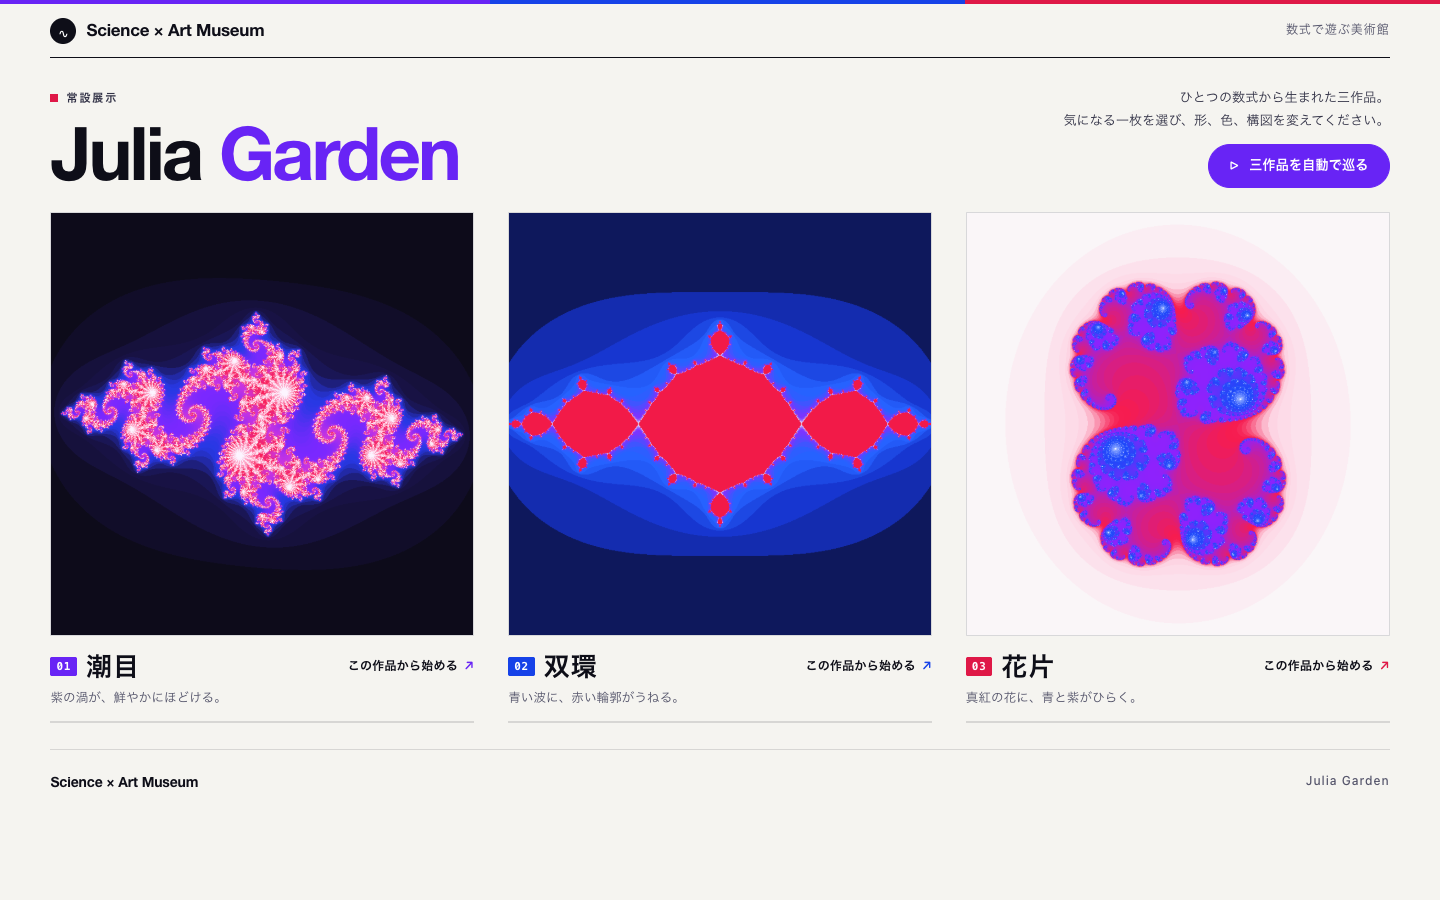 Science × Art Museum
数式で遊ぶ美術館
常設展示
Julia Garden
ひとつの数式から生まれた三作品。
気になる一枚を選び、形、色、構図を変えてください。
三作品を自動で巡る
01 潮目
この作品から始める ↗
紫の渦が、鮮やかにほどける。
02 双環
この作品から始める ↗
青い波に、赤い輪郭がうねる。
03 花片
この作品から始める ↗
真紅の花に、青と紫がひらく。
Science × Art Museum
Julia Garden